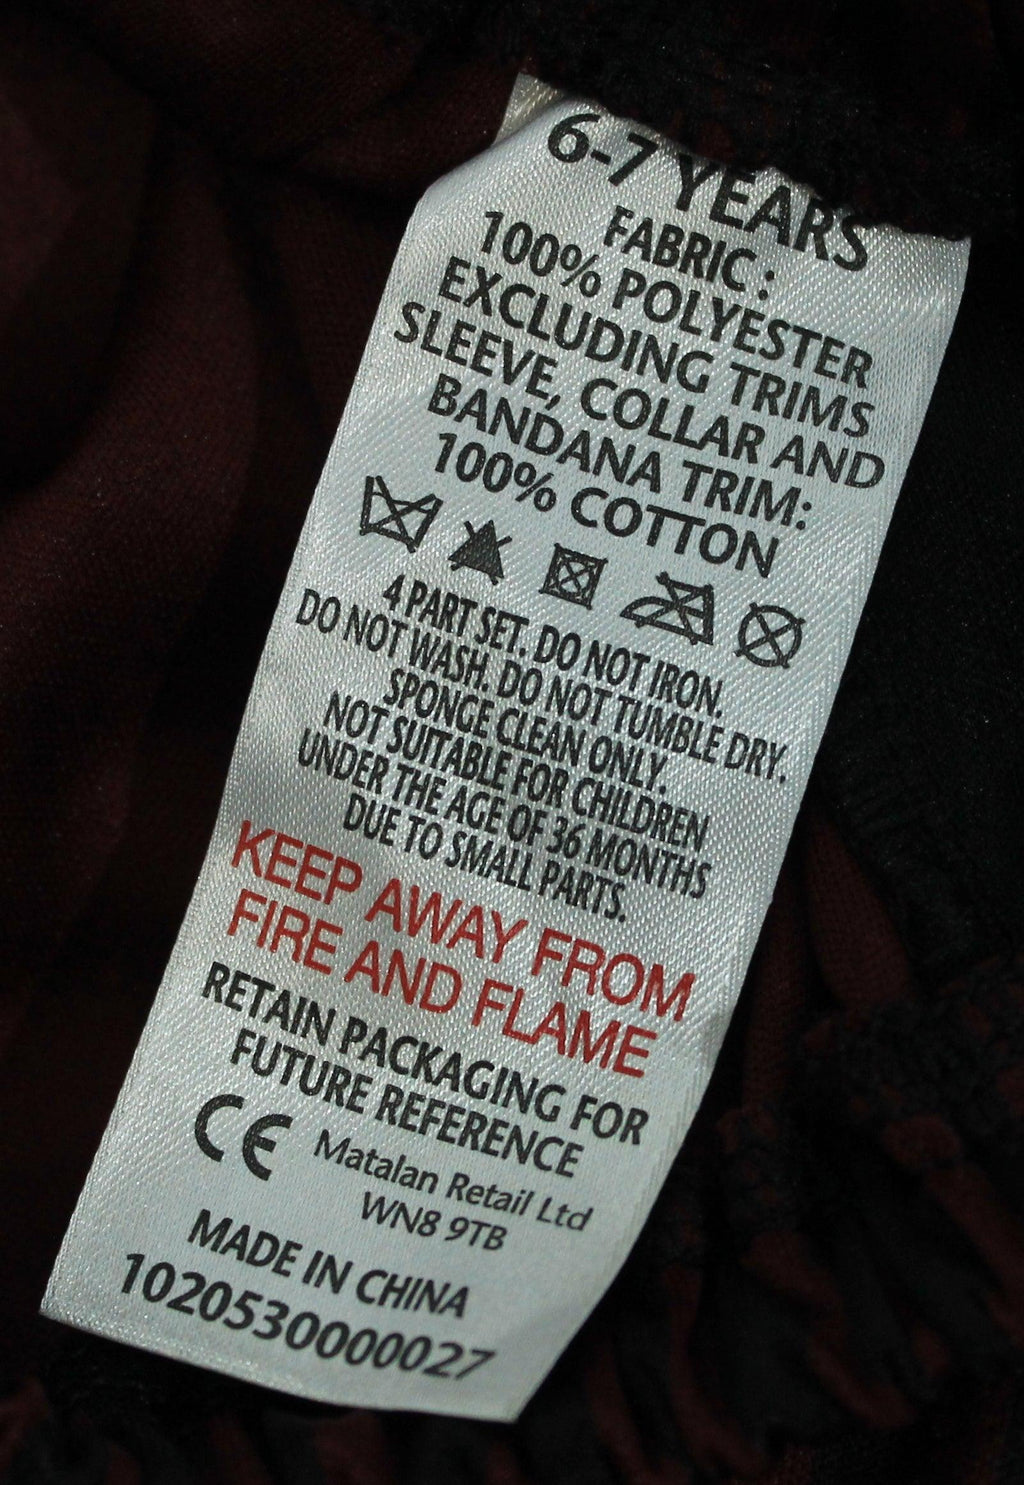 6-7 YEARS
FABRIC:
100% POLYESTER
EXCLUDING TRIMS
SLEEVE, COLLAR AND
BANDANA TRIM:
100% COTTON
4 PART SET. DO NOT IRON.
DO NOT WASH. DO NOT TUMBLE DRY.
SPONGE CLEAN ONLY.
NOT SUITABLE FOR CHILDREN
UNDER THE AGE OF 36 MONTHS
DUE TO SMALL PARTS.
KEEP AWAY FROM
FIRE AND FLAME
RETAIN PACKAGING FOR
FUTURE REFERENCE
CE Matalan Retail Ltd
WN8 9TB
MADE IN CHINA
1020530000027